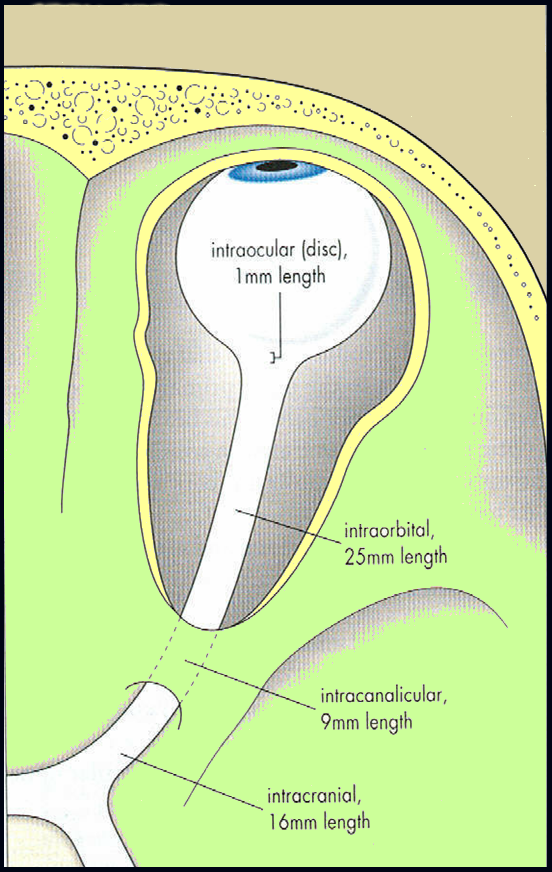 intraocular (disc),
1mm length
intraorbital,
25mm length
intracanalicular,
9mm length
intracranial,
16mm length